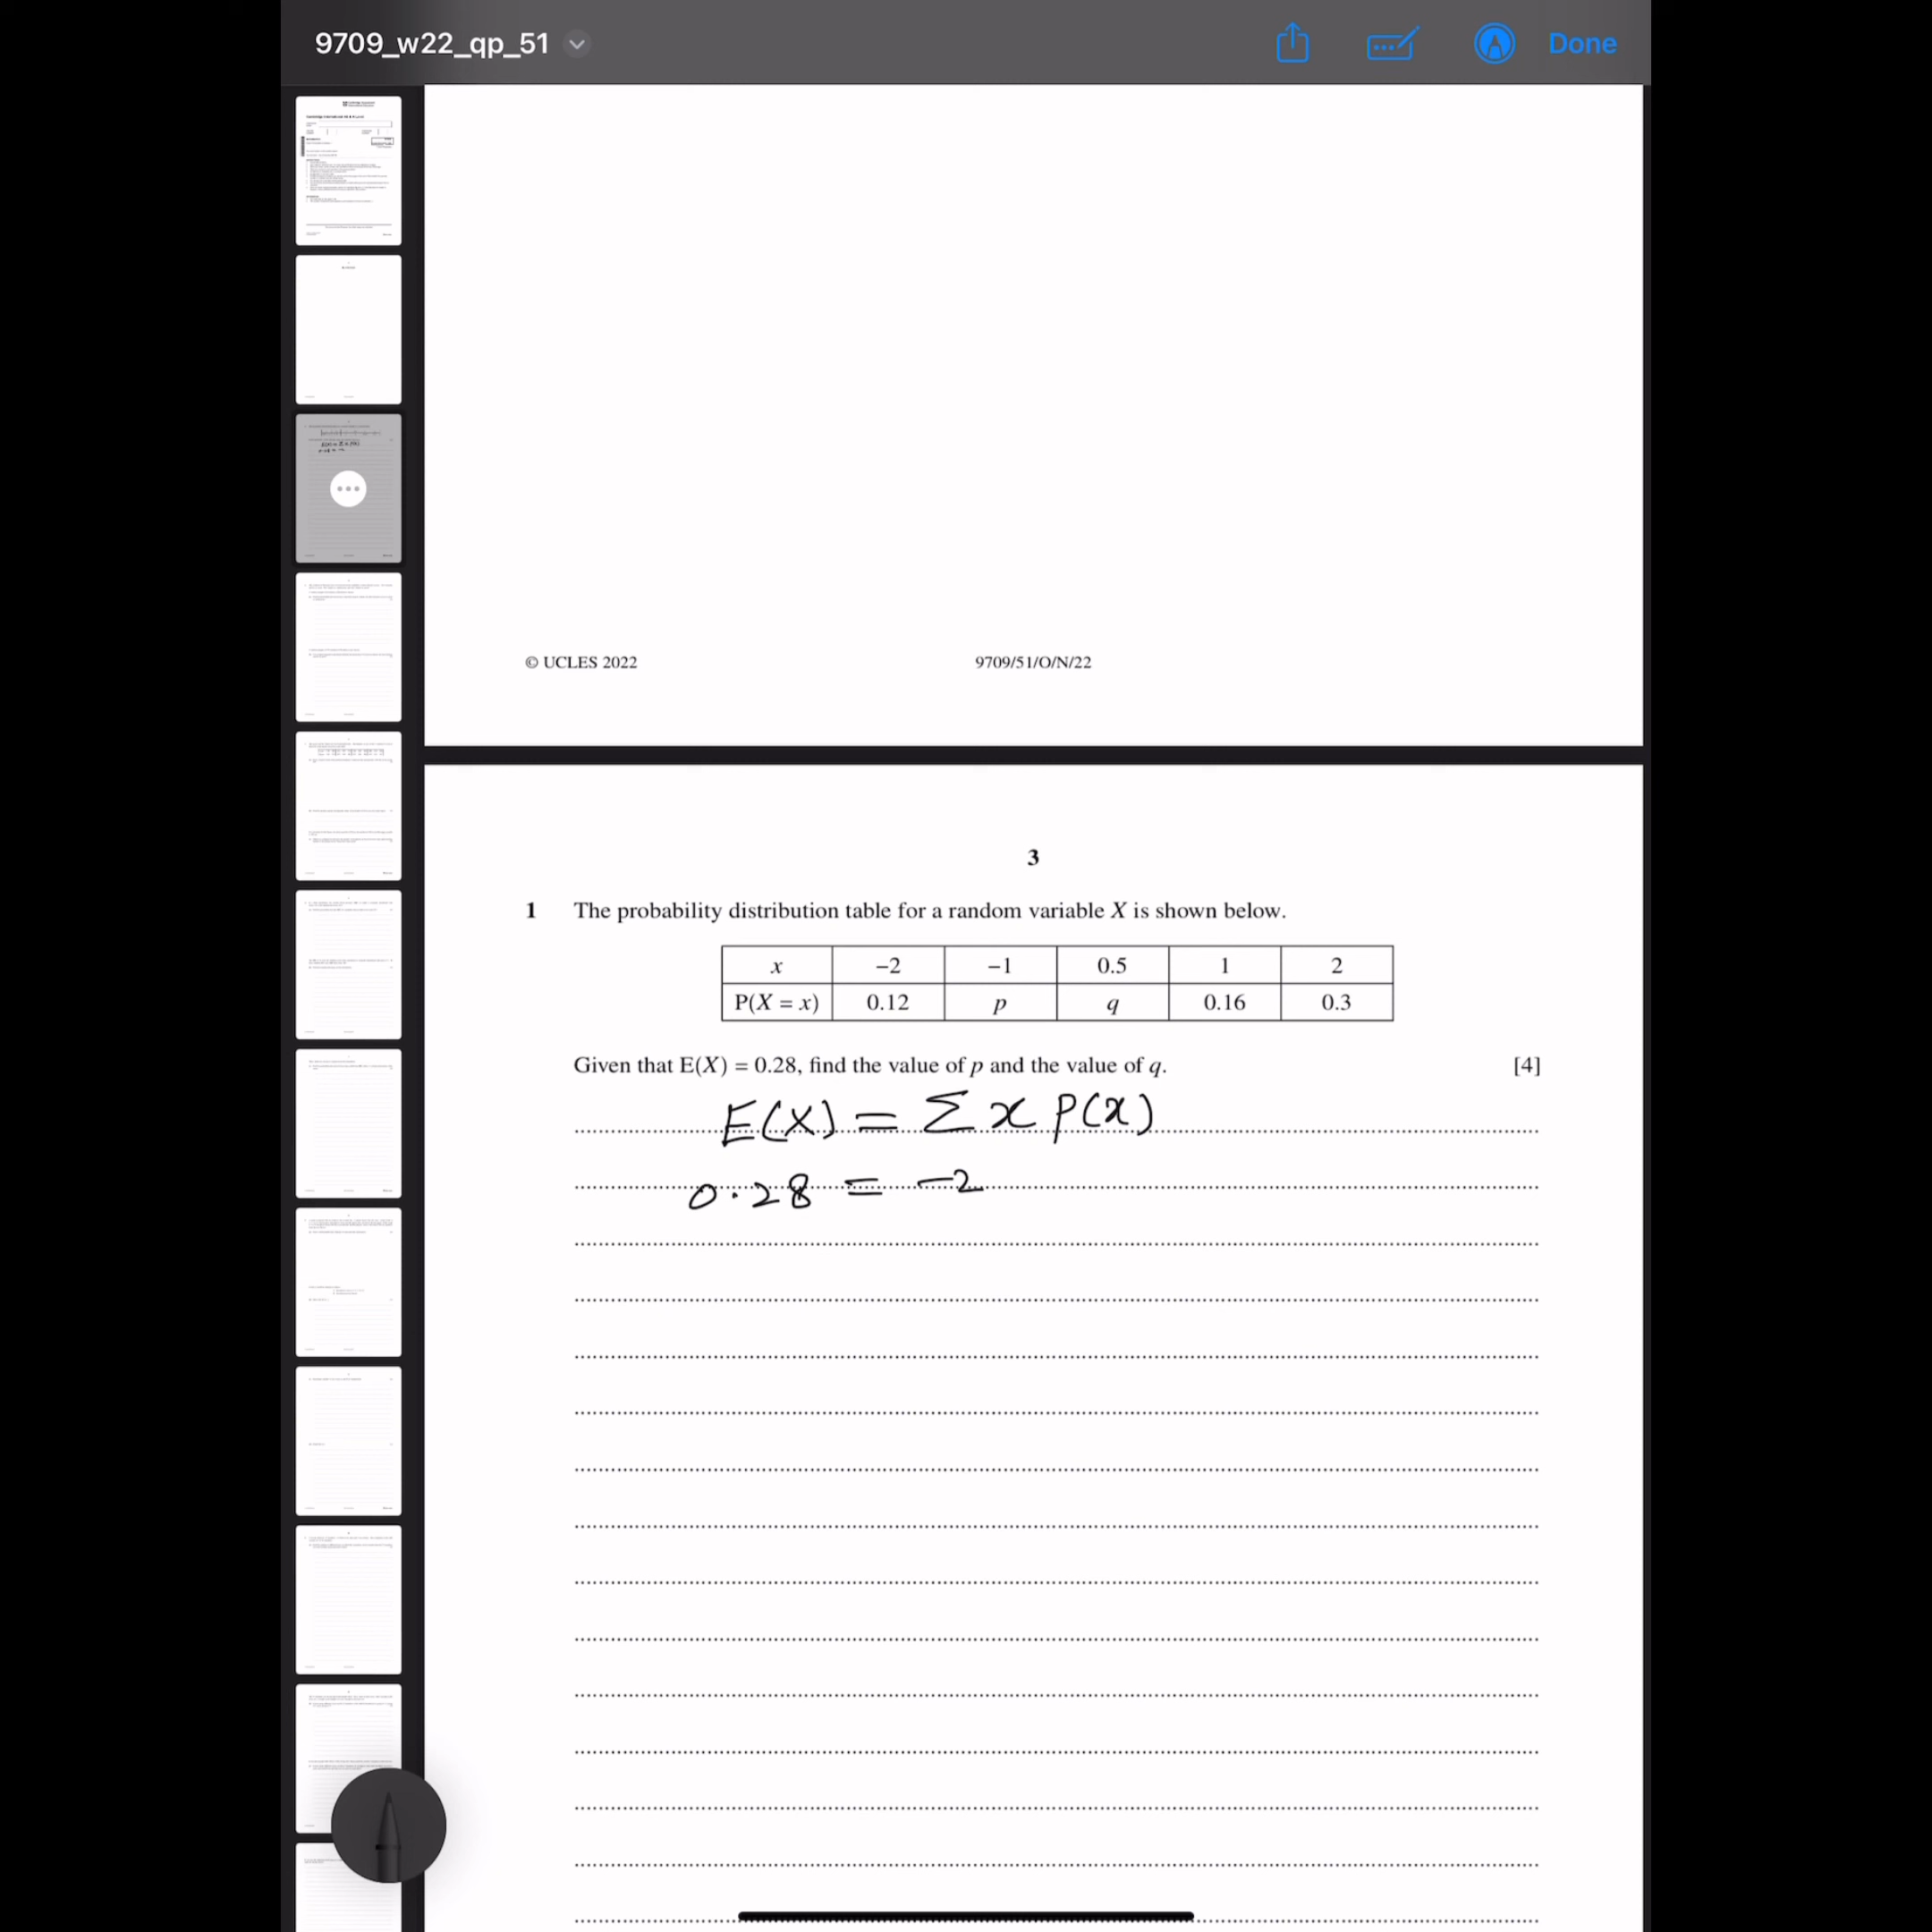 9709_w22_qp_51
Done
© UCLES 2022
9709/51/O/N/22
3
1 The probability distribution table for a random variable X is shown below.
x −2 −1 0.5 1 2
P(X = x) 0.12 p q 0.16 0.3
Given that E(X) = 0.28, find the value of p and the value of q. [4]
E(X) = Σ x P(x)
0.28 = −2